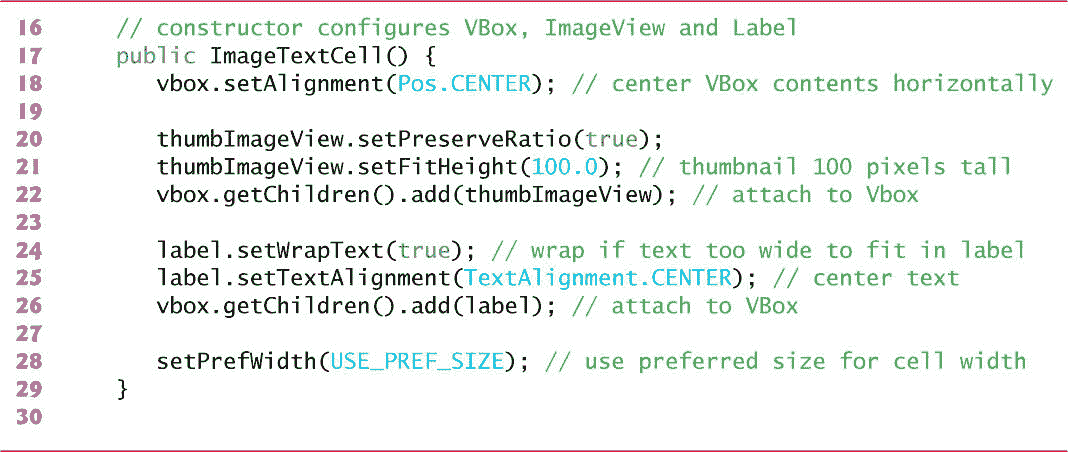 16 // constructor configures VBox, ImageView and Label
17 public ImageTextCell() {
18 vbox.setAlignment(Pos.CENTER); // center VBox contents horizontally
19
20 thumbImageView.setPreserveRatio(true);
21 thumbImageView.setFitHeight(100.0); // thumbnail 100 pixels tall
22 vbox.getChildren().add(thumbImageView); // attach to Vbox
23
24 label.setWrapText(true); // wrap if text too wide to fit in label
25 label.setTextAlignment(TextAlignment.CENTER); // center text
26 vbox.getChildren().add(label); // attach to VBox
27
28 setPrefWidth(USE_PREF_SIZE); // use preferred size for cell width
29 }
30